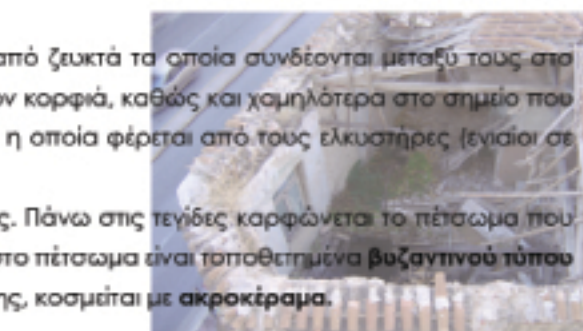 από ζευκτά τα οποία συνδέονται μεταξύ τους στο
ν κορφιά, καθώς και χαμηλότερα στο σημείο που
η οποία φέρεται από τους ελκυστήρες (ενιαίοι σε
ς. Πάνω στις τεγίδες καρφώνεται το πέτσωμα που
στο πέτσωμα είναι τοποθετημένα βυζαντινού τύπου
ης, κοσμείται με ακροκέραμα.